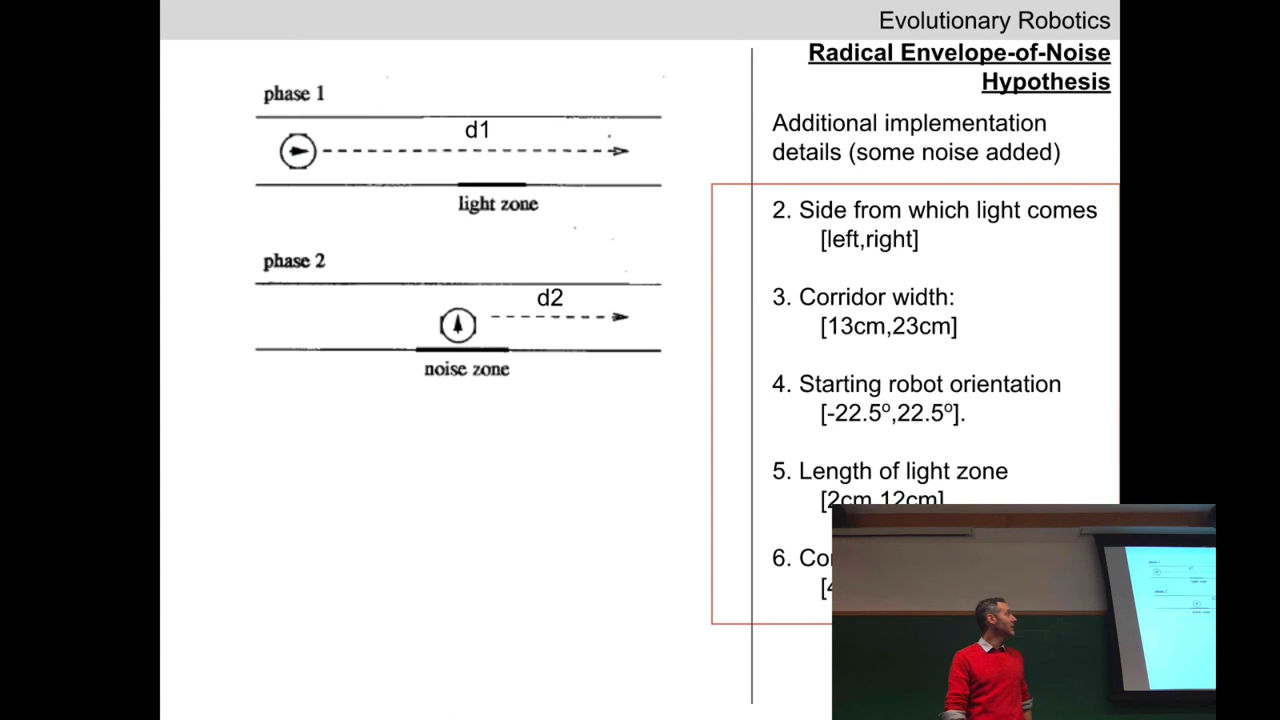 Evolutionary Robotics
Radical Envelope-of-Noise
Hypothesis
phase 1
d1
light zone
phase 2
d2
noise zone
Additional implementation
details (some noise added)
2. Side from which light comes
[left,right]
3. Corridor width:
[13cm,23cm]
4. Starting robot orientation
[-22.5º,22.5º].
5. Length of light zone
[2cm,12cm]
6.